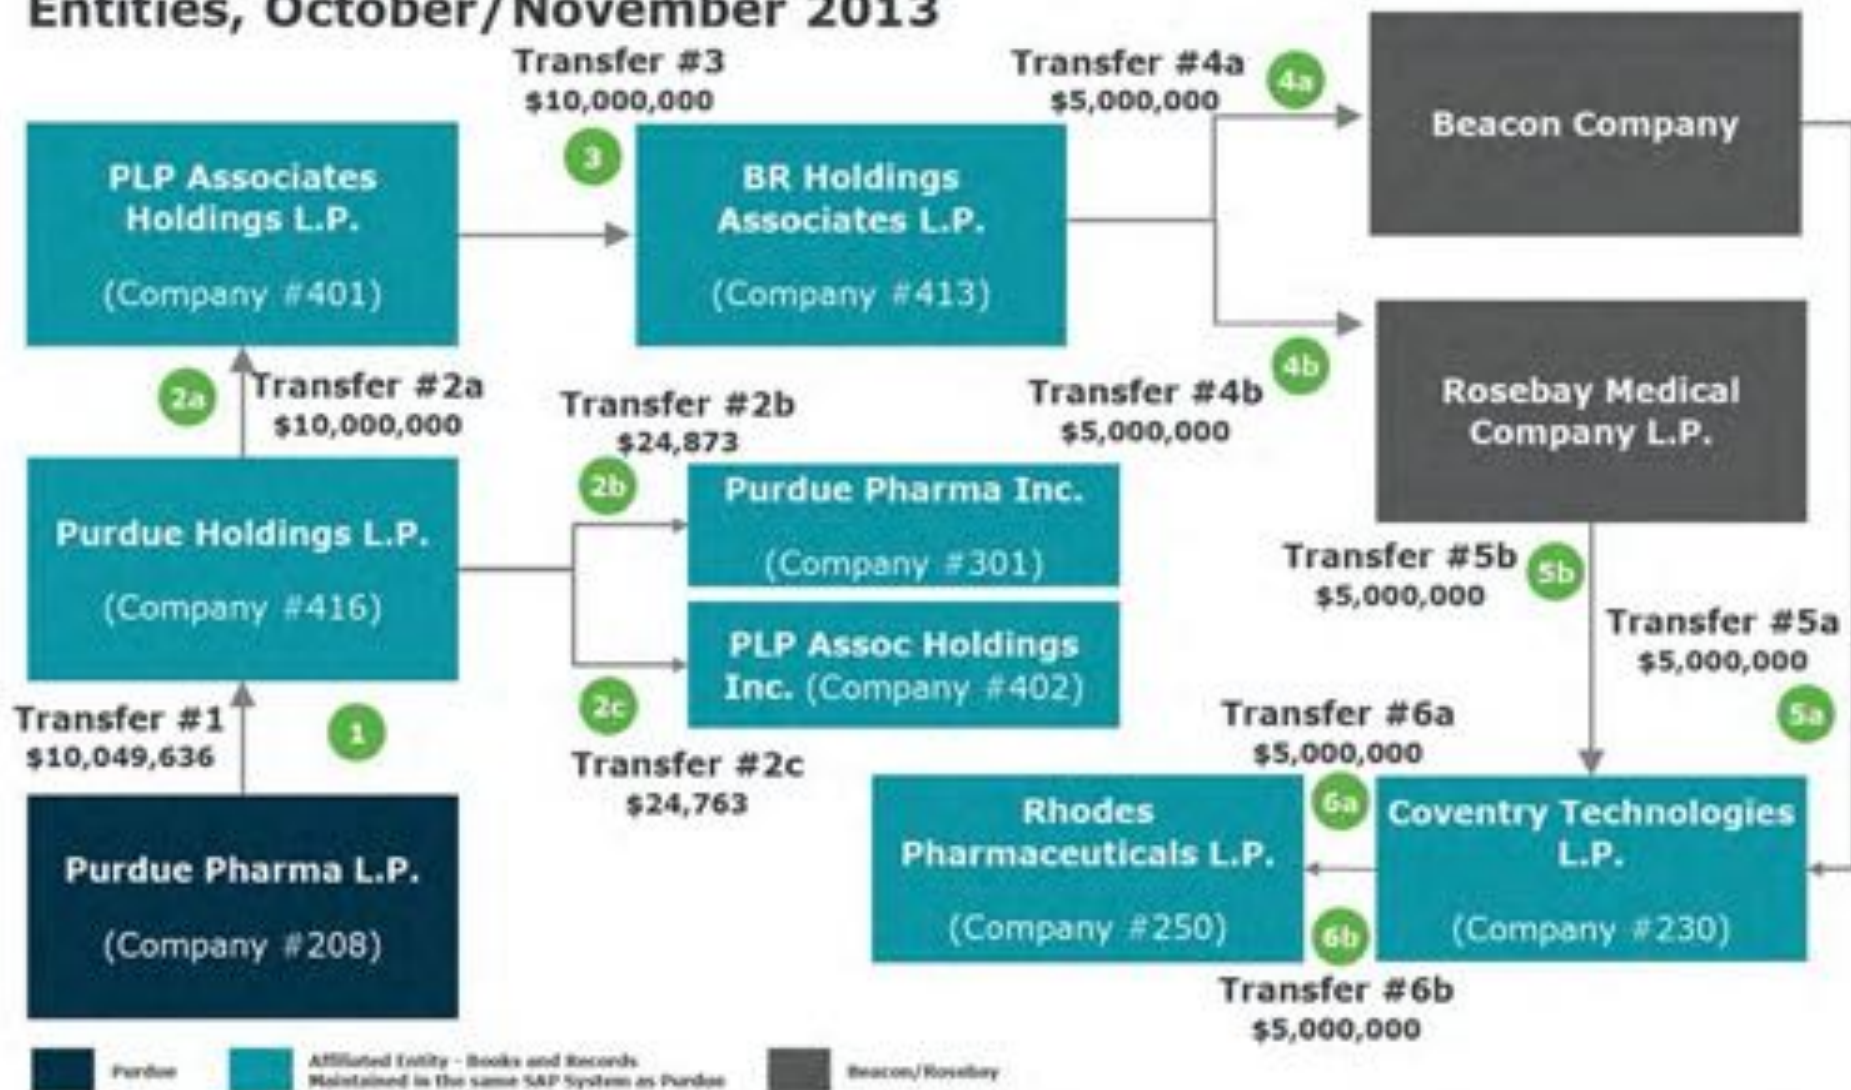 Entities, October/November 2013
Transfer #3
$10,000,000
3
Transfer #4a
$5,000,000
4a
Beacon Company
PLP Associates
Holdings L.P.
(Company #401)
BR Holdings
Associates L.P.
(Company #413)
4b
Transfer #4b
$5,000,000
Rosebay Medical
Company L.P.
2a
Transfer #2a
$10,000,000
Transfer #2b
$24,873
2b
Purdue Pharma Inc.
(Company #301)
Purdue Holdings L.P.
(Company #416)
PLP Assoc Holdings
Inc. (Company #402)
2c
Transfer #2c
$24,763
Transfer #5b
$5,000,000
5b
Transfer #5a
$5,000,000
5a
Transfer #1
$10,049,636
1
Transfer #6a
$5,000,000
6a
Purdue Pharma L.P.
(Company #208)
Rhodes
Pharmaceuticals L.P.
(Company #250)
Coventry Technologies
L.P.
(Company #230)
6b
Transfer #6b
$5,000,000
Purdue
Affiliated Entity - Books and Records
Maintained in the same SAP System as Purdue
Beacon/Rosebay